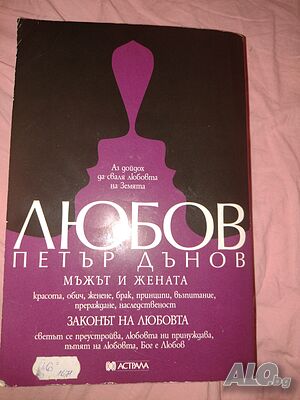 Аз дойдох
да сваля любовта
на Земята
ЛЮБОВ
ПЕТЪР ДЪНОВ
МЪЖЪТ И ЖЕНАТА
красота, обич, женене, брак, принципи, възпитание,
прераждане, наследственост
ЗАКОНЪТ НА ЛЮБОВТА
светът се преустройва, любовта ни принуждава,
пътят на любовта, Бог е Любов
АСТРАЛА
ALO.bg